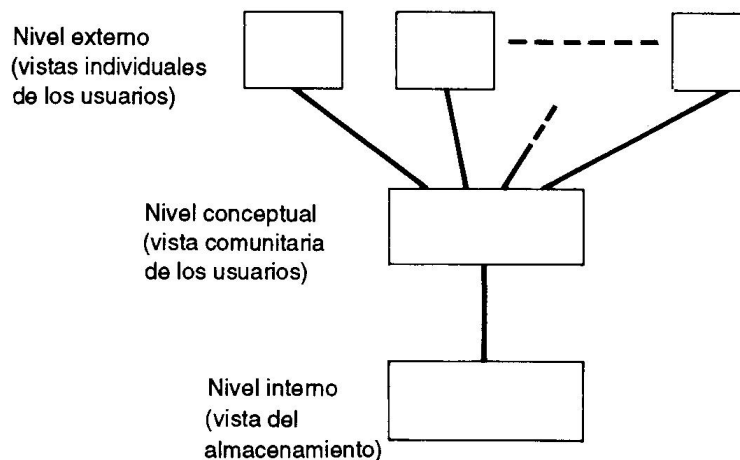 Nivel externo
(vistas individuales
de los usuarios)
Nivel conceptual
(vista comunitaria
de los usuarios)
Nivel interno
(vista del
almacenamiento)